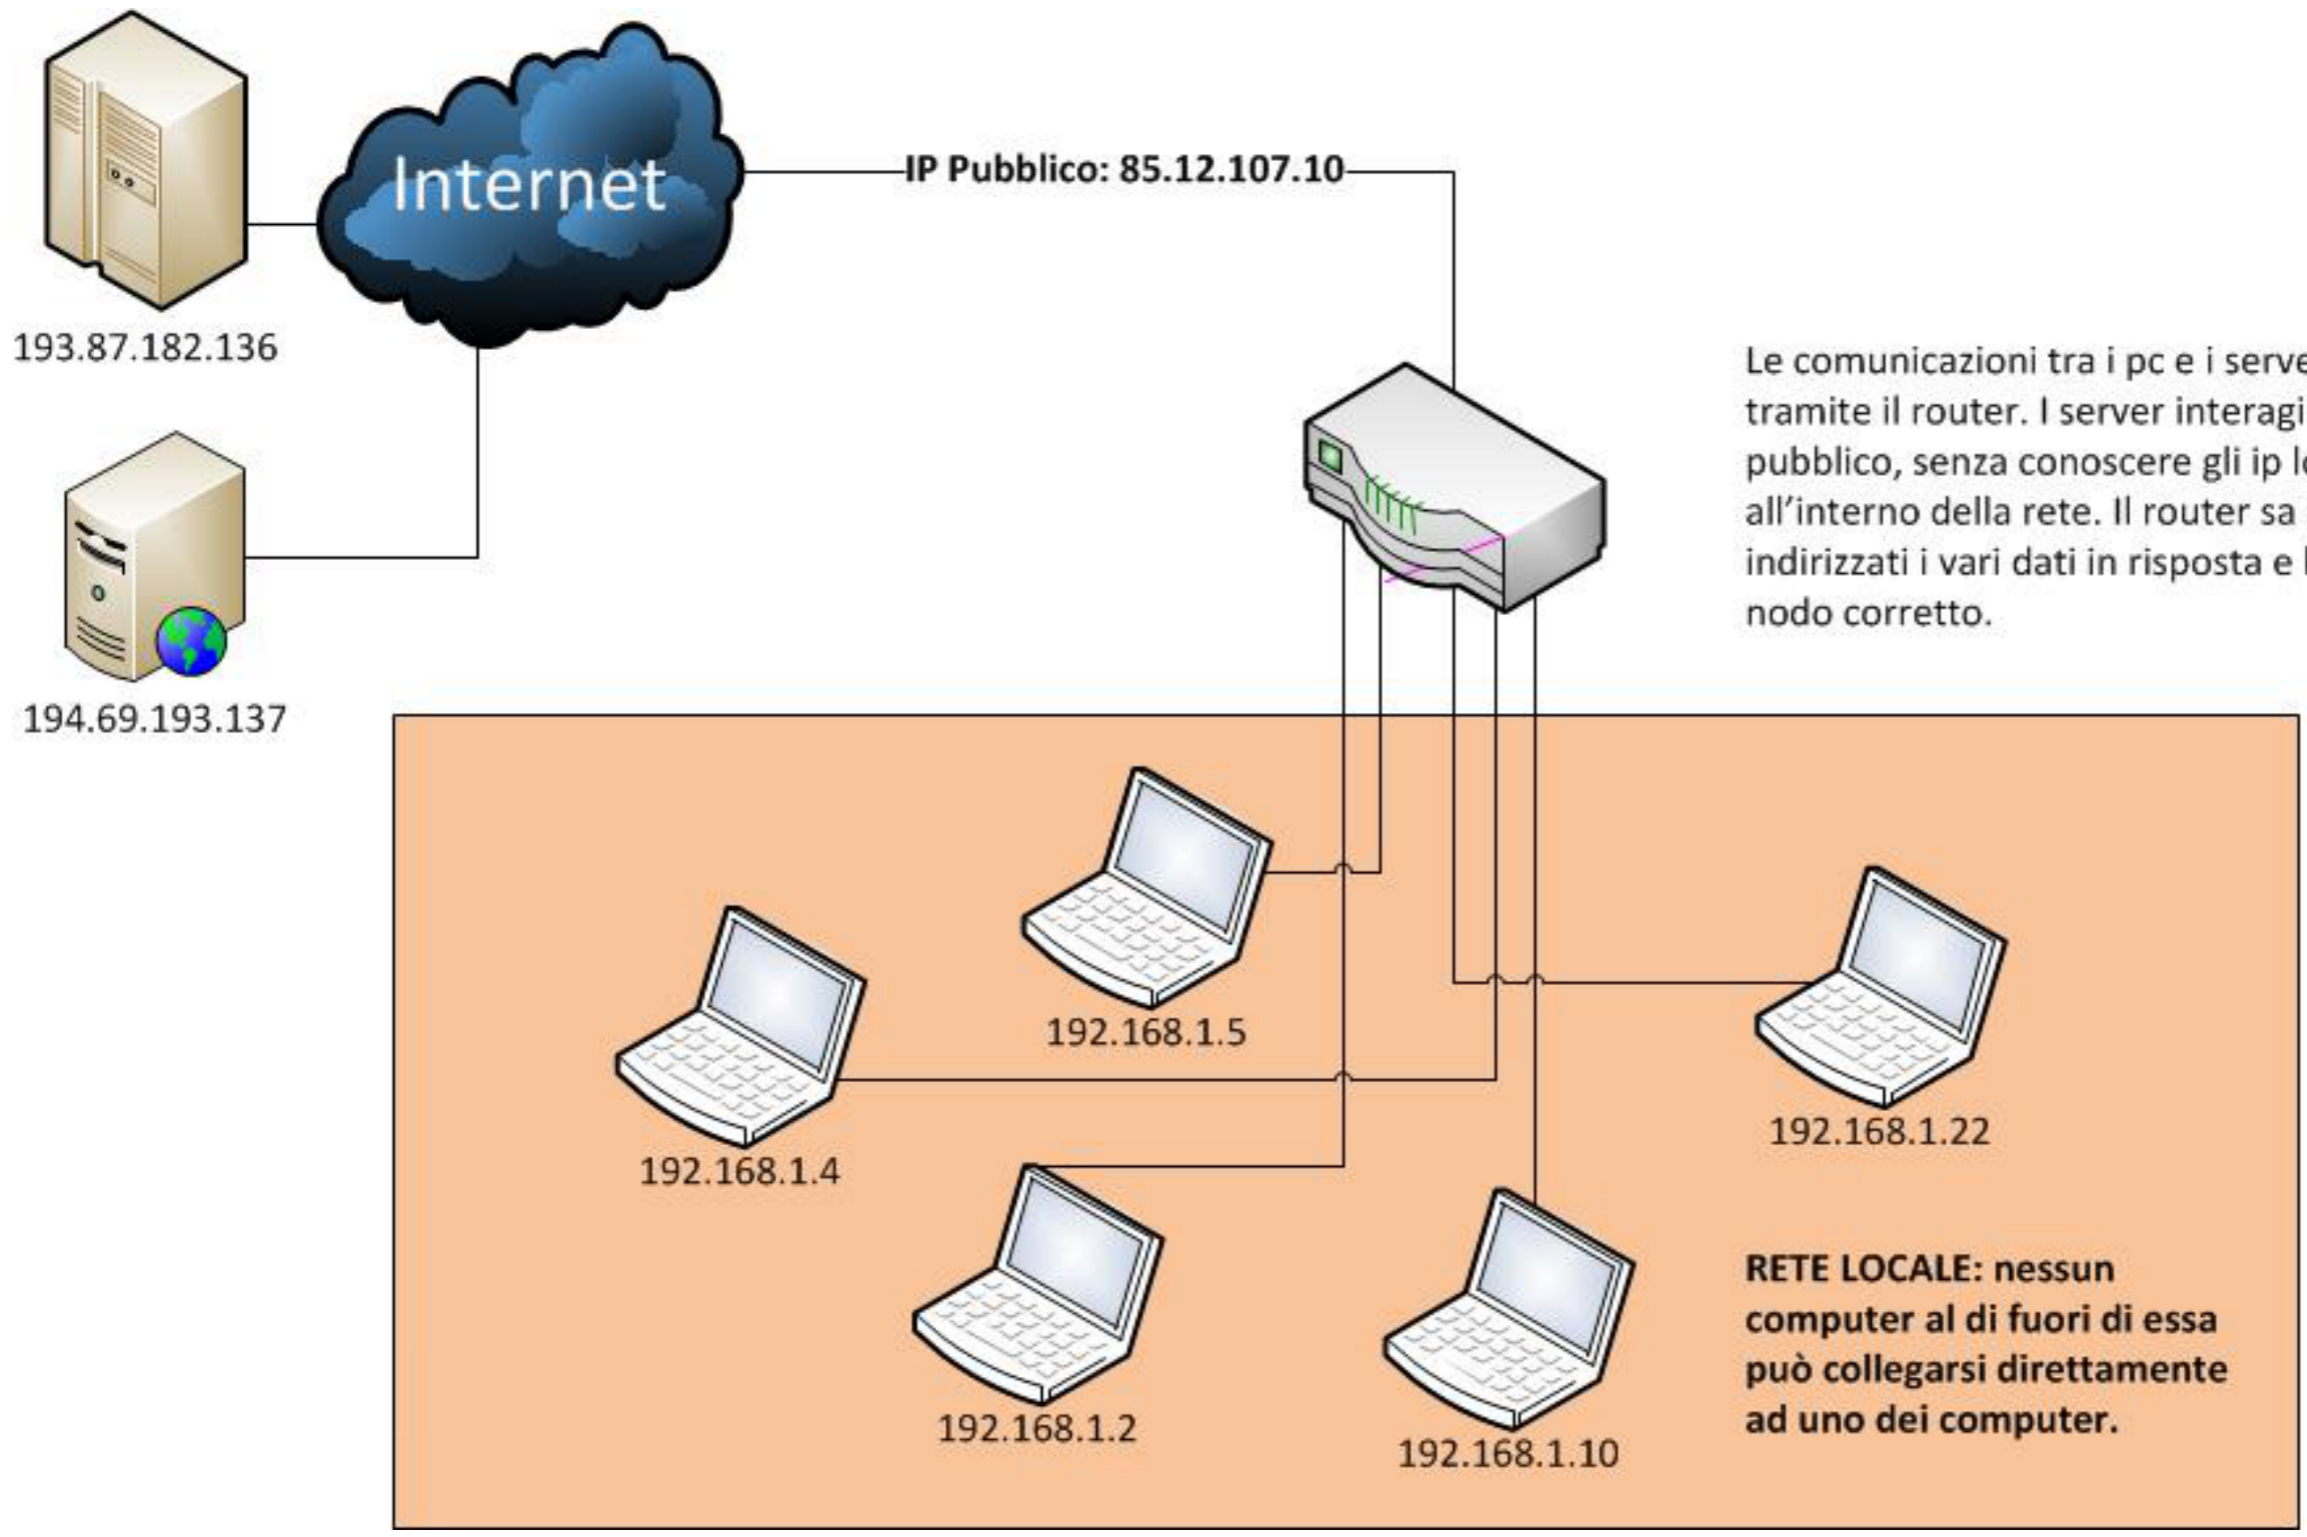 Internet
IP Pubblico: 85.12.107.10
193.87.182.136
194.69.193.137
Le comunicazioni tra i pc e i serve
tramite il router. I server interagi
pubblico, senza conoscere gli ip lo
all'interno della rete. Il router sa
indirizzati i vari dati in risposta e
nodo corretto.
192.168.1.5
192.168.1.4
192.168.1.22
192.168.1.2
192.168.1.10
RETE LOCALE: nessun
computer al di fuori di essa
può collegarsi direttamente
ad uno dei computer.